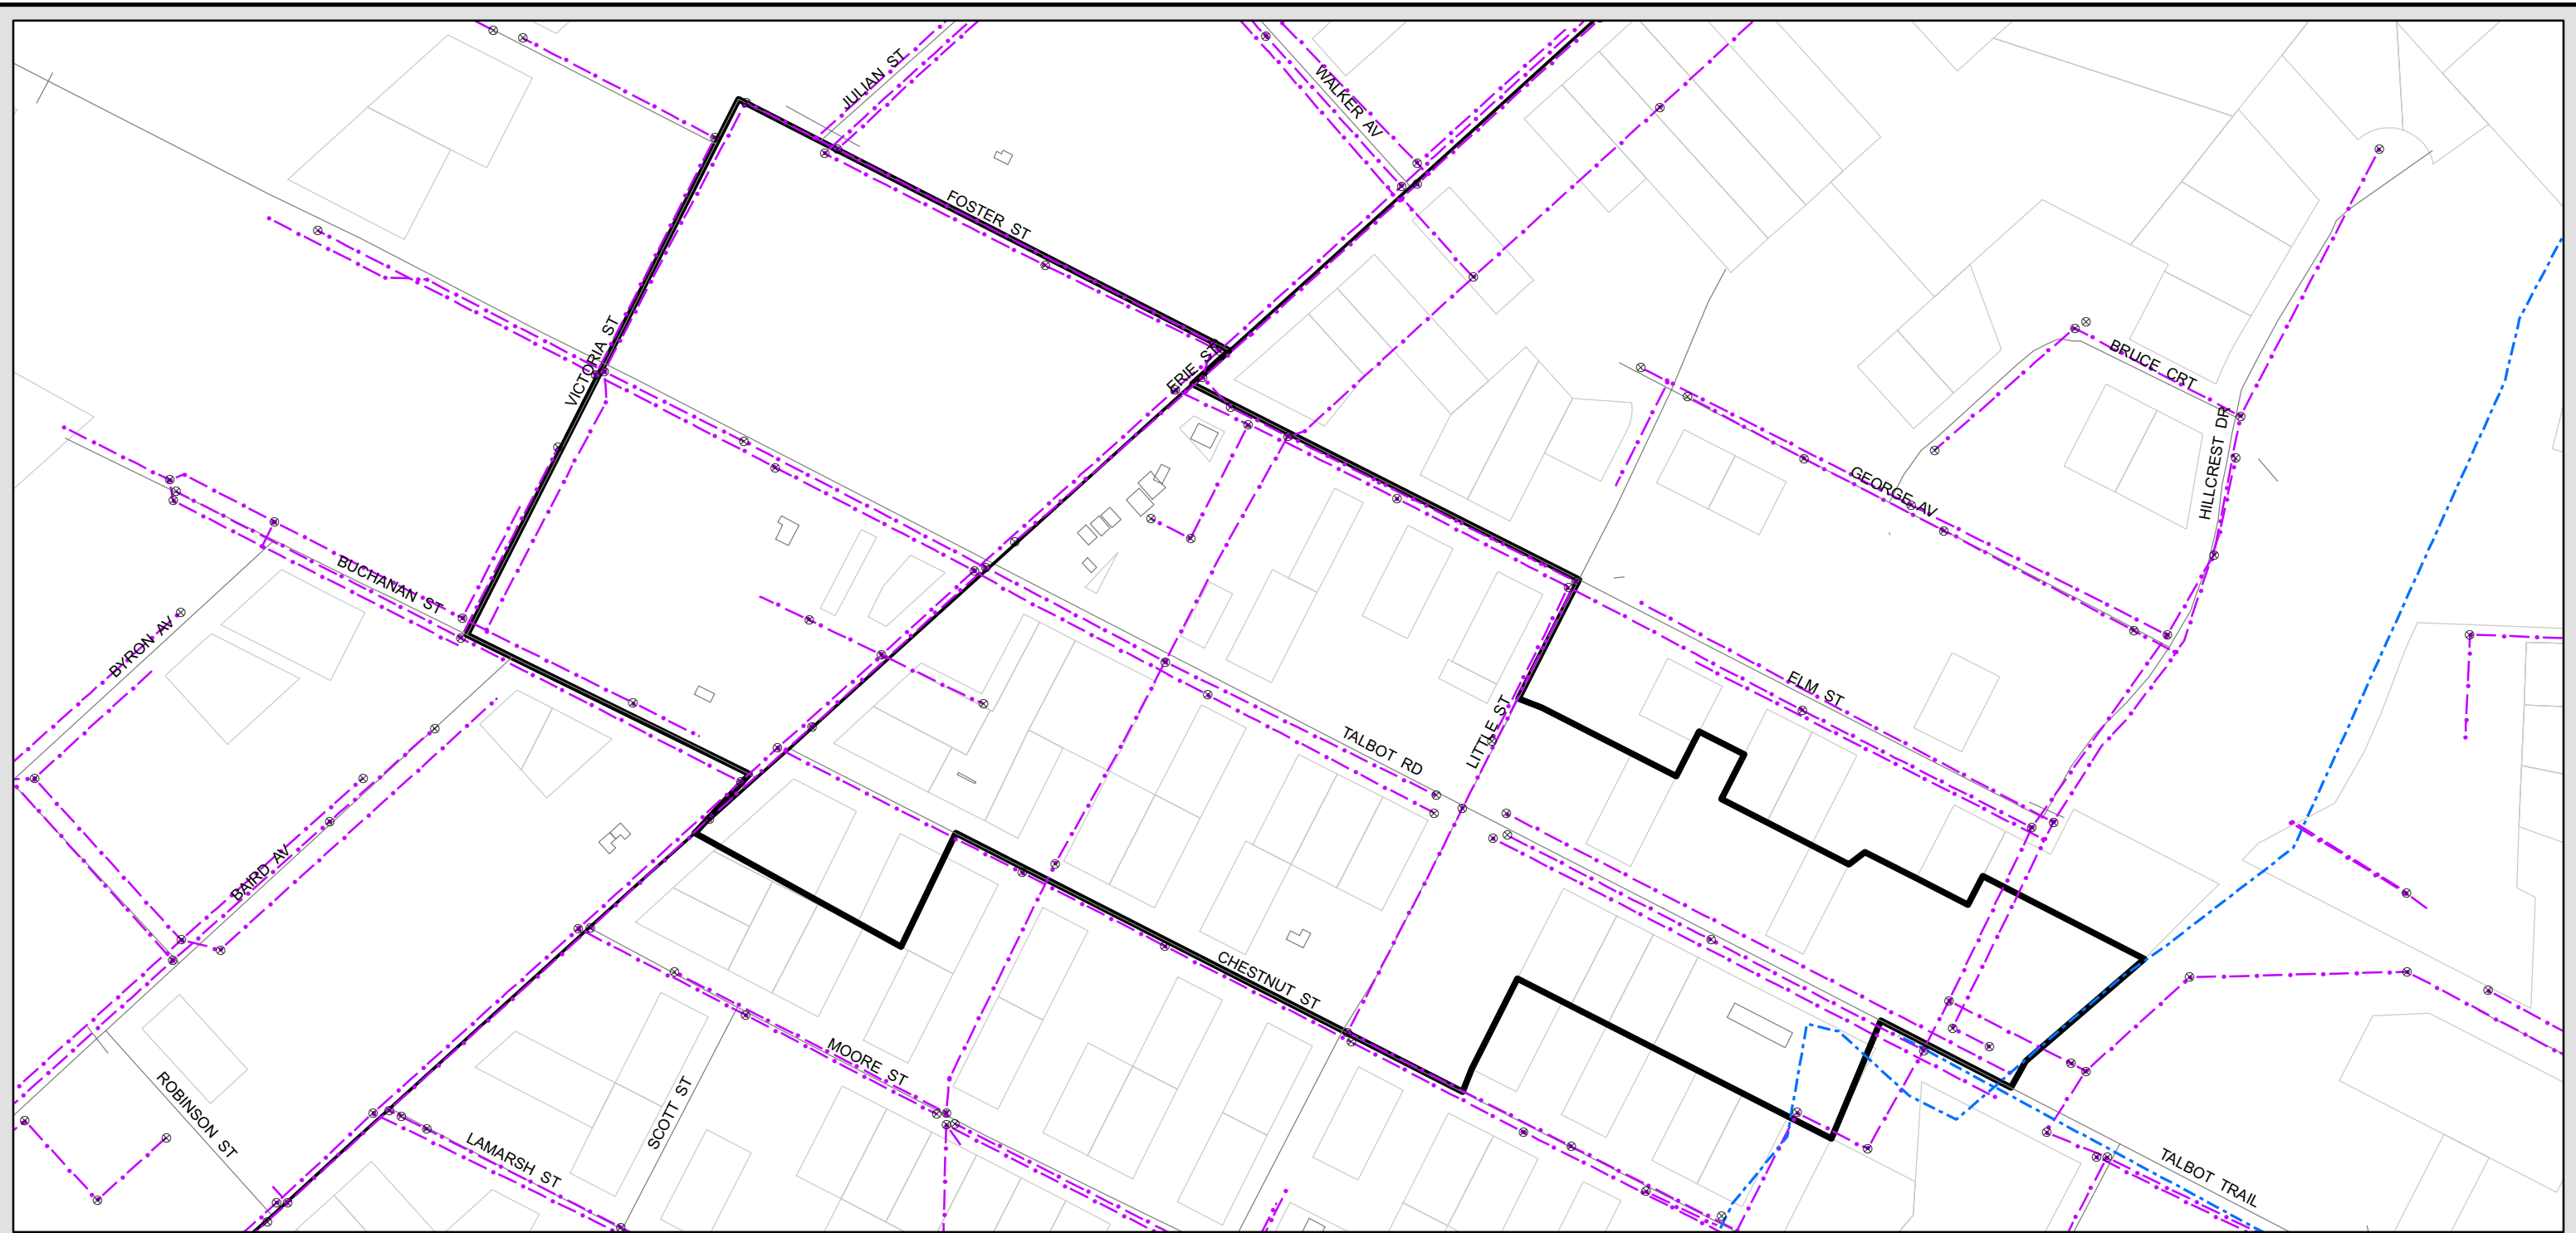 JULIAN ST
WALKER AV
FOSTER ST
VICTORIA ST
ERIE ST
BRUCE CRT
HILLCREST DR
GEORGE AV
BUCHANAN ST
BYRON AV
ELM ST
LITTLE ST
TALBOT RD
BAIRD AV
CHESTNUT ST
MOORE ST
ROBINSON ST
SCOTT ST
LAMARSH ST
TALBOT TRAIL